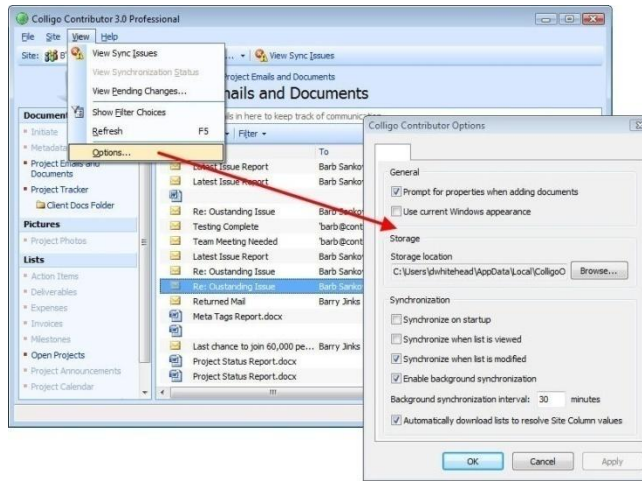 Colligo Contributor 3.0 Professional
File Site View Help
Site: ... View Sync Issues
View Sync Issues
View Synchronization Status
View Pending Changes...
Show Filter Choices
Refresh F5
Options...
Project Emails and Documents
ails and Documents
ils in here to keep track of
Filter
Document
Initiate
Metadata
Project Emails and
Documents
Project Tracker
Client Docs Folder
Pictures
Project Photos
Lists
Action Items
Deliverables
Expenses
Invoices
Milestones
Open Projects
Project Announcements
Project Calendar
To
Latest Issue Report Barb Sanko
Latest Issue Report Barb Sanko
Re: Oustanding Issue Barb Sanko
Testing Complete 'barb@cont
Team Meeting Needed 'barb@cont
Latest Issue Report Barb Sanko
Re: Oustanding Issue Barb Sanko
Re: Oustanding Issue Barb Sanko
Returned Mail Barry Jinks
Meta Tags Report.docx
Last chance to join 60,000 pe... Barry Jinks
Project Status Report.docx
Project Status Report.docx
Colligo Contributor Options
General
Prompt for properties when adding documents
Use current Windows appearance
Storage
Storage location
C:\Users\dwhitehead\AppData\Local\ColligoO Browse...
Synchronization
Synchronize on startup
Synchronize when list is viewed
Synchronize when list is modified
Enable background synchronization
Background synchronization interval: 30 minutes
Automatically download lists to resolve Site Column values
OK Cancel Apply